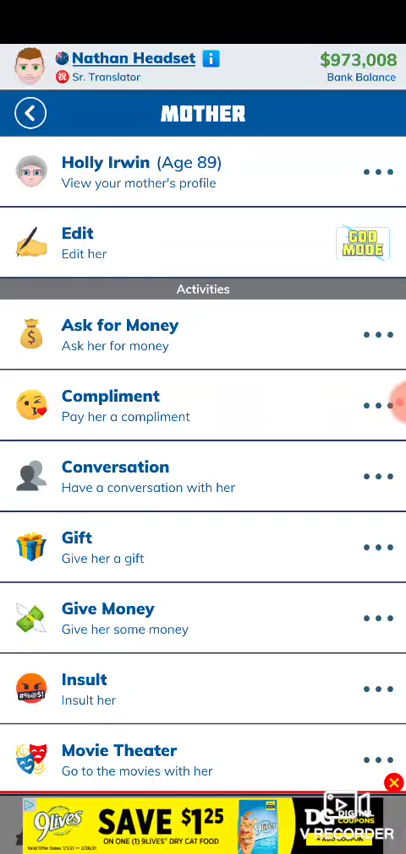 Nathan Headset i
$973,008
祝 Sr. Translator
Bank Balance
MOTHER
Holly Irwin (Age 89)
View your mother's profile
Edit
Edit her
GOD MODE
Activities
Ask for Money
Ask her for money
Compliment
Pay her a compliment
Conversation
Have a conversation with her
Gift
Give her a gift
Give Money
Give her some money
#%@$!
Insult
Insult her
Movie Theater
Go to the movies with her
9Lives
SAVE $1.25
ON ONE (1) 9LIVES® DRY CAT FOOD
DG DIGITAL COUPONS
V RECORDER